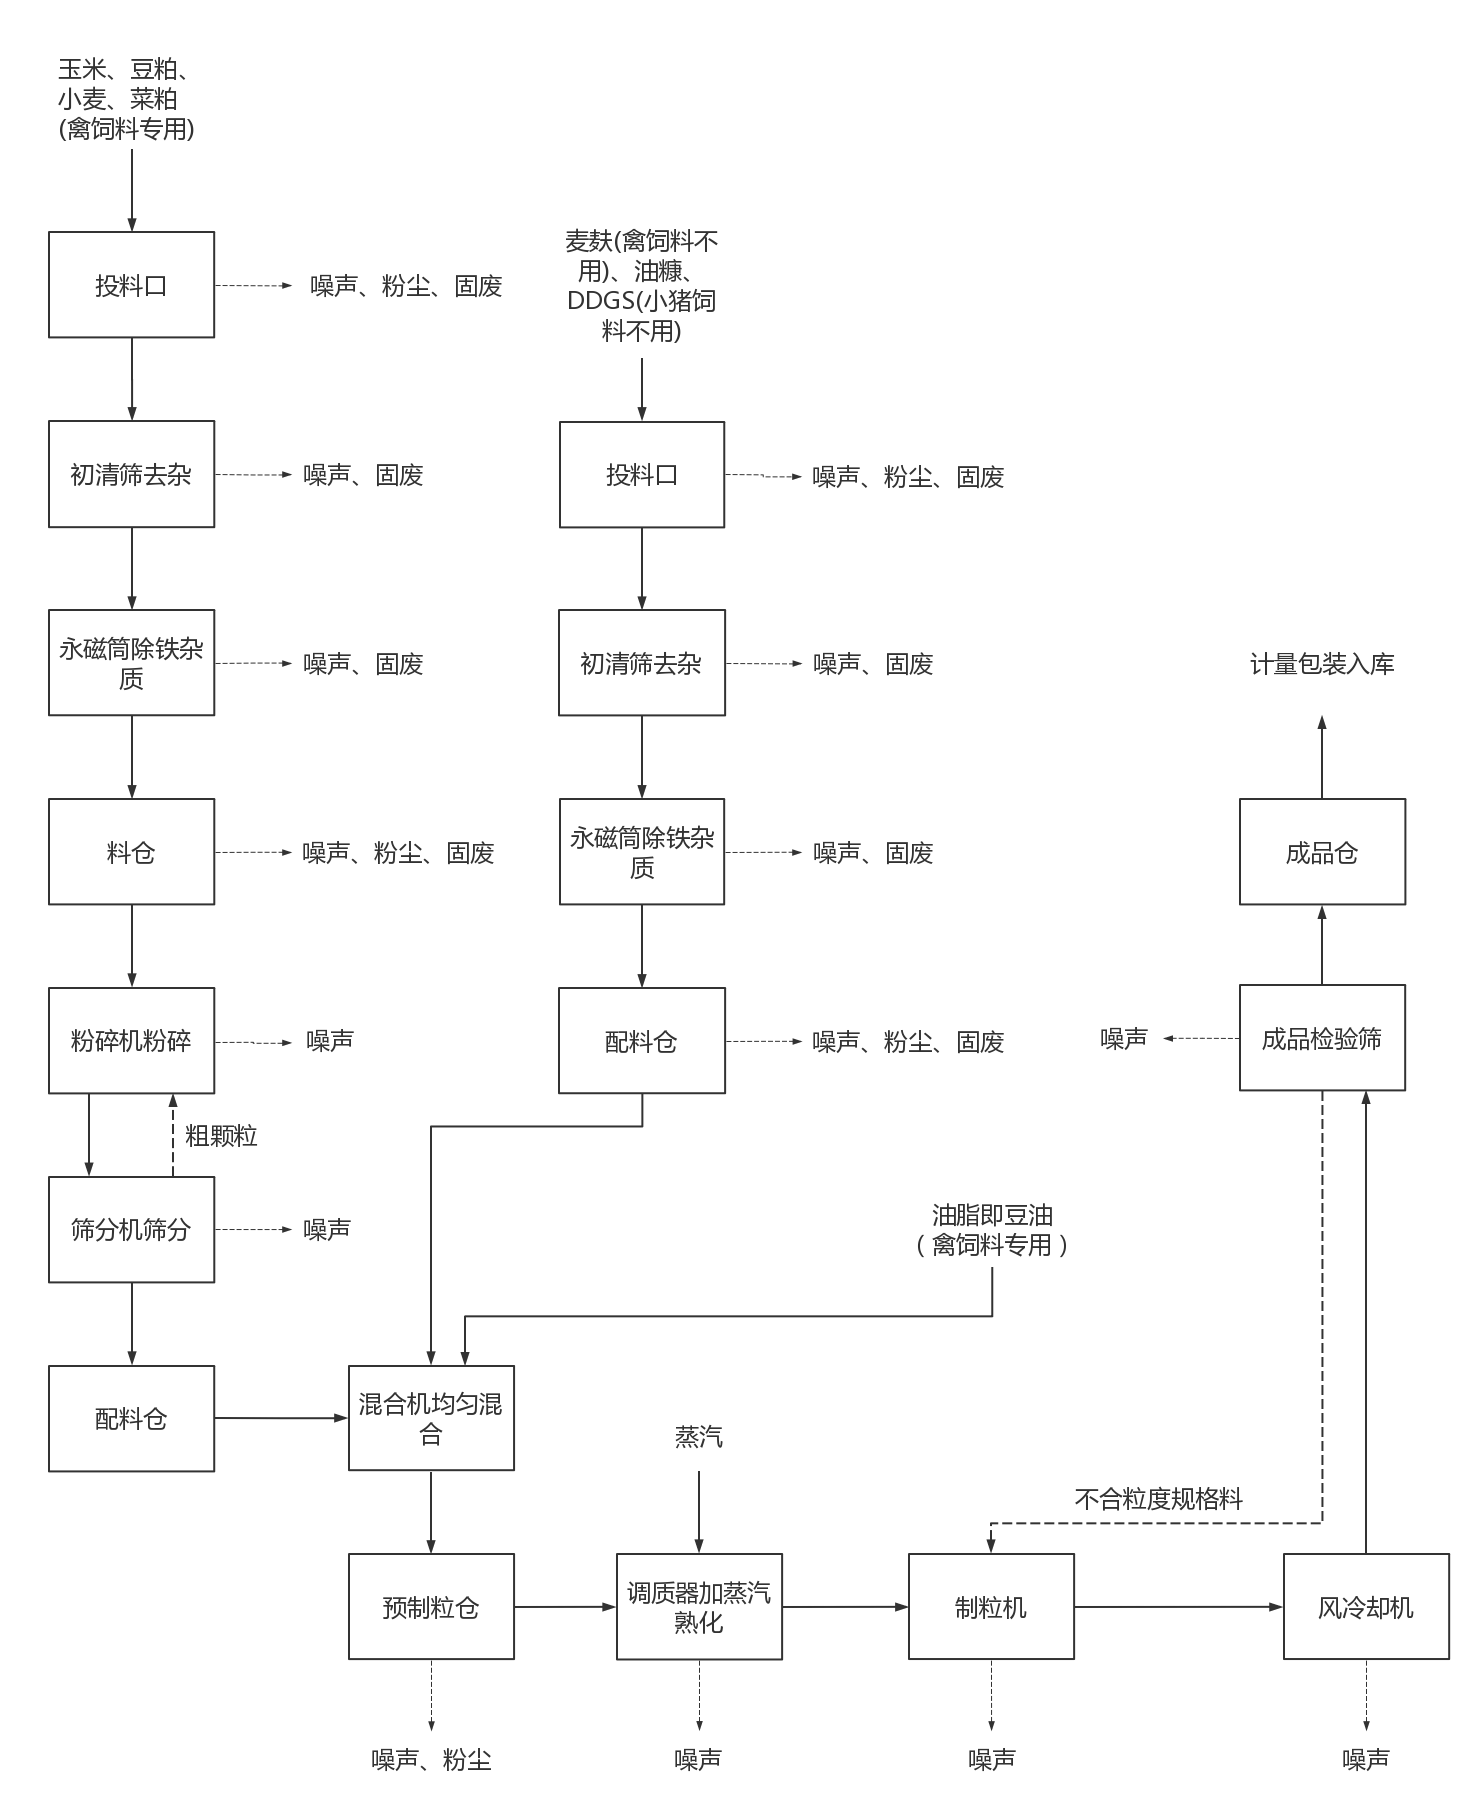 玉米、豆粕、
小麦、菜粕
(禽饲料专用)
投料口
噪声、粉尘、固废
初清筛去杂
噪声、固废
永磁筒除铁杂
质
噪声、固废
料仓
噪声、粉尘、固废
粉碎机粉碎
噪声
粗颗粒
筛分机筛分
噪声
配料仓
麦麸(禽饲料不
用)、油糠、
DDGS(小猪饲
料不用)
投料口
噪声、粉尘、固废
初清筛去杂
噪声、固废
永磁筒除铁杂
质
噪声、固废
配料仓
噪声、粉尘、固废
油脂即豆油
（禽饲料专用）
混合机均匀混
合
预制粒仓
噪声、粉尘
蒸汽
调质器加蒸汽
熟化
噪声
不合粒度规格料
制粒机
噪声
风冷却机
噪声
成品检验筛
噪声
成品仓
计量包装入库